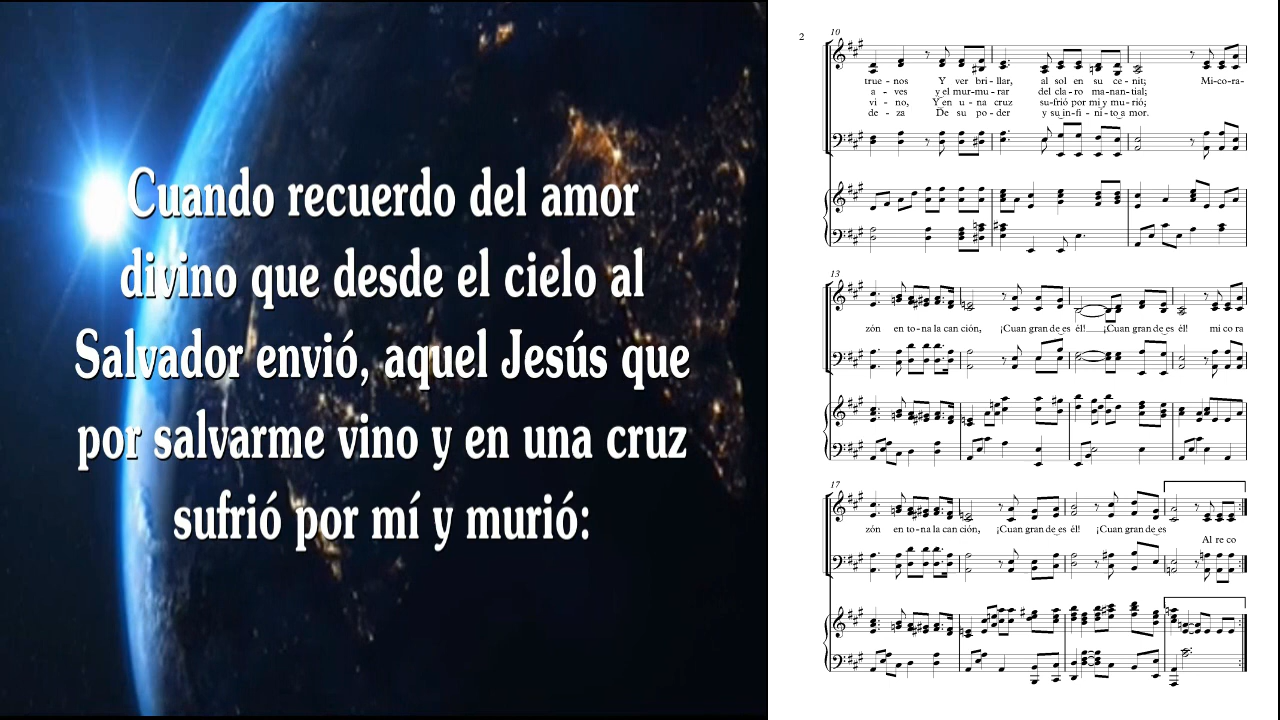 Cuando recuerdo del amor
divino que desde el cielo al
Salvador envió, aquel Jesús que
por salvarme vino y en una cruz
sufrió por mí y murió:
2
10
true - nos Y ver bri - llar, al sol en su ce - nit; Mi-co-ra-
a - ves y el mur-mu-rar del cla-ro ma-nan-tial;
vi - no, Y en u - na cruz su-frió por mi y mu-rió;
de - za De su po - der y su in-fi - ni-to a mor.
13
zón en to-na la can ción, ¡Cuan gran de es él! ¡Cuan gran de es él! mi co ra
17
zón en to-na la can ción, ¡Cuan gran de es él! ¡Cuan gran de es
Al re co